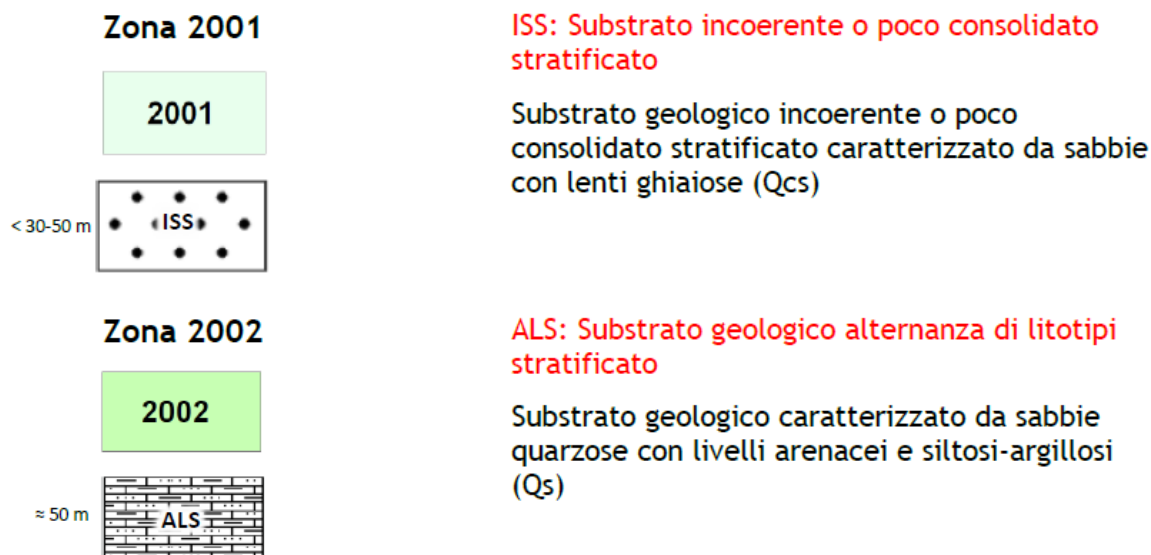 Zona 2001
ISS: Substrato incoerente o poco consolidato
stratificato
2001
Substrato geologico incoerente o poco
consolidato stratificato caratterizzato da sabbie
con lenti ghiaiose (Qcs)
< 30-50 m
ISS
Zona 2002
ALS: Substrato geologico alternanza di litotipi
stratificato
2002
Substrato geologico caratterizzato da sabbie
quarzose con livelli arenacei e siltosi-argillosi
(Qs)
≈ 50 m
ALS